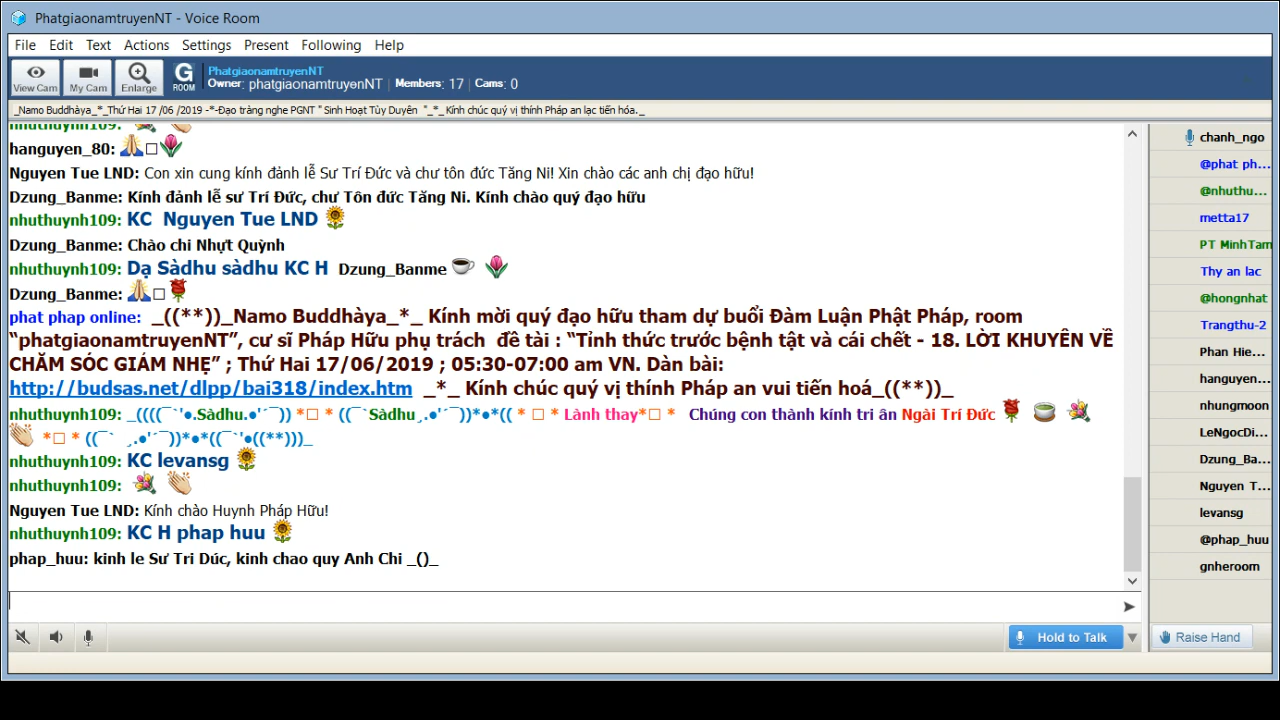 PhatgiaonamtruyenNT - Voice Room
File Edit Text Actions Settings Present Following Help
View Cam My Cam Enlarge G ROOM
PhatgiaonamtruyenNT
Owner: phatgiaonamtruyenNT Members: 17 Cams: 0
_Namo Buddhàya_*_Thứ Hai 17 /06 /2019 -*-Đạo tràng nghe PGNT " Sinh Hoạt Tùy Duyên "_*_ Kính chúc quý vị thính Pháp an lạc tiến hóa._
nhuthuynh109:
hanguyen_80:
Nguyen Tue LND: Con xin cung kính đảnh lễ Sư Trí Đức và chư tôn đức Tăng Ni! Xin chào các anh chị đạo hữu!
Dzung_Banme: Kính đảnh lễ sư Trí Đức, chư Tôn đức Tăng Ni. Kính chào quý đạo hữu
nhuthuynh109: KC Nguyen Tue LND
Dzung_Banme: Chào chi Nhựt Quỳnh
nhuthuynh109: Dạ Sàdhu sàdhu KC H Dzung_Banme
Dzung_Banme:
phat phap online: _((**))_Namo Buddhàya_*_ Kính mời quý đạo hữu tham dự buổi Đàm Luận Phật Pháp, room
“phatgiaonamtruyenNT”, cư sĩ Pháp Hữu phụ trách đề tài : “Tỉnh thức trước bệnh tật và cái chết - 18. LỜI KHUYÊN VỀ
CHĂM SÓC GIÁM NHẸ” ; Thứ Hai 17/06/2019 ; 05:30-07:00 am VN. Dàn bài:
http://budsas.net/dlpp/bai318/index.htm _*_ Kính chúc quý vị thính Pháp an vui tiến hoá_((**))_
nhuthuynh109: _((((¯`'●.Sàdhu.●'´¯)) *□ * ((¯`Sàdhu¸.●'´¯))*●*(( * □ * Lành thay*□ * Chúng con thành kính tri ân Ngài Trí Đức
*□ * ((¯` ¸.●'´¯))*●*((¯`'●((**)))_
nhuthuynh109: KC levansg
nhuthuynh109:
Nguyen Tue LND: Kính chào Huynh Pháp Hữu!
nhuthuynh109: KC H phap huu
phap_huu: kinh le Sư Tri Dúc, kinh chao quy Anh Chi _()_
Hold to Talk
chanh_ngo
@phat ph...
@nhuthu...
metta17
PT MinhTam
Thy an lac
@hongnhat
Trangthu-2
Phan Hie...
hanguyen...
nhungmoon
LeNgocDi...
Dzung_Ba...
Nguyen T...
levansg
@phap_huu
gnheroom
Raise Hand